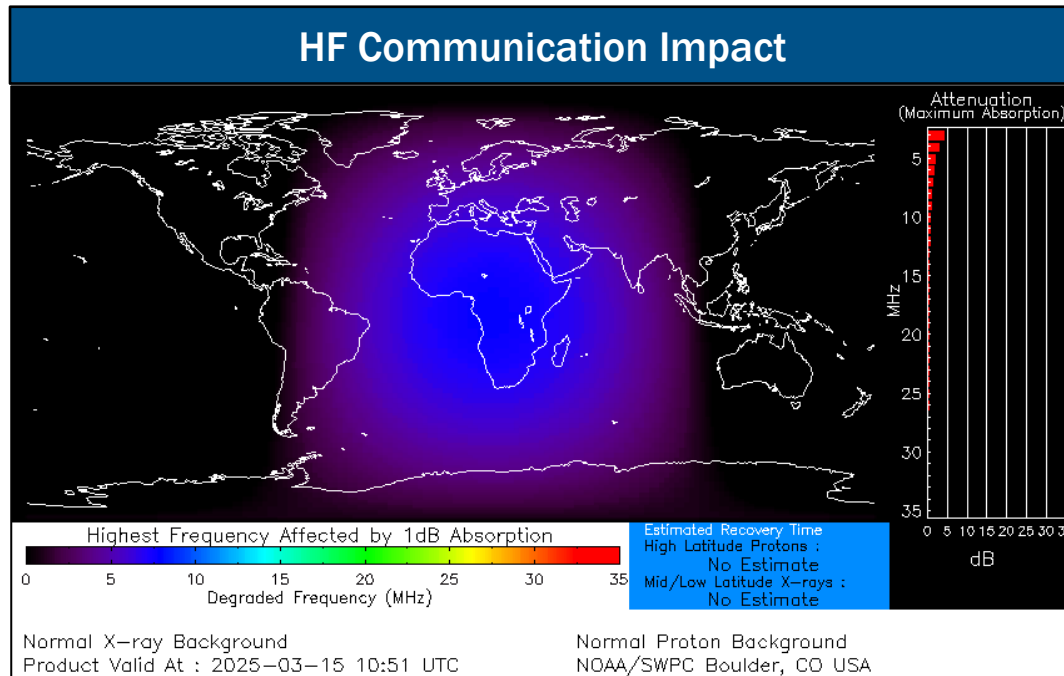 HF Communication Impact
Attenuation
(Maximum Absorption)
5
10
15
20
25
30
35
MHz
0 5 10 15 20 25 30 3
dB
Highest Frequency Affected by 1dB Absorption
0 5 10 15 20 25 30 35
Degraded Frequency (MHz)
Estimated Recovery Time
High Latitude Protons :
No Estimate
Mid/Low Latitude X-rays :
No Estimate
Normal X-ray Background
Product Valid At : 2025-03-15 10:51 UTC
Normal Proton Background
NOAA/SWPC Boulder, CO USA